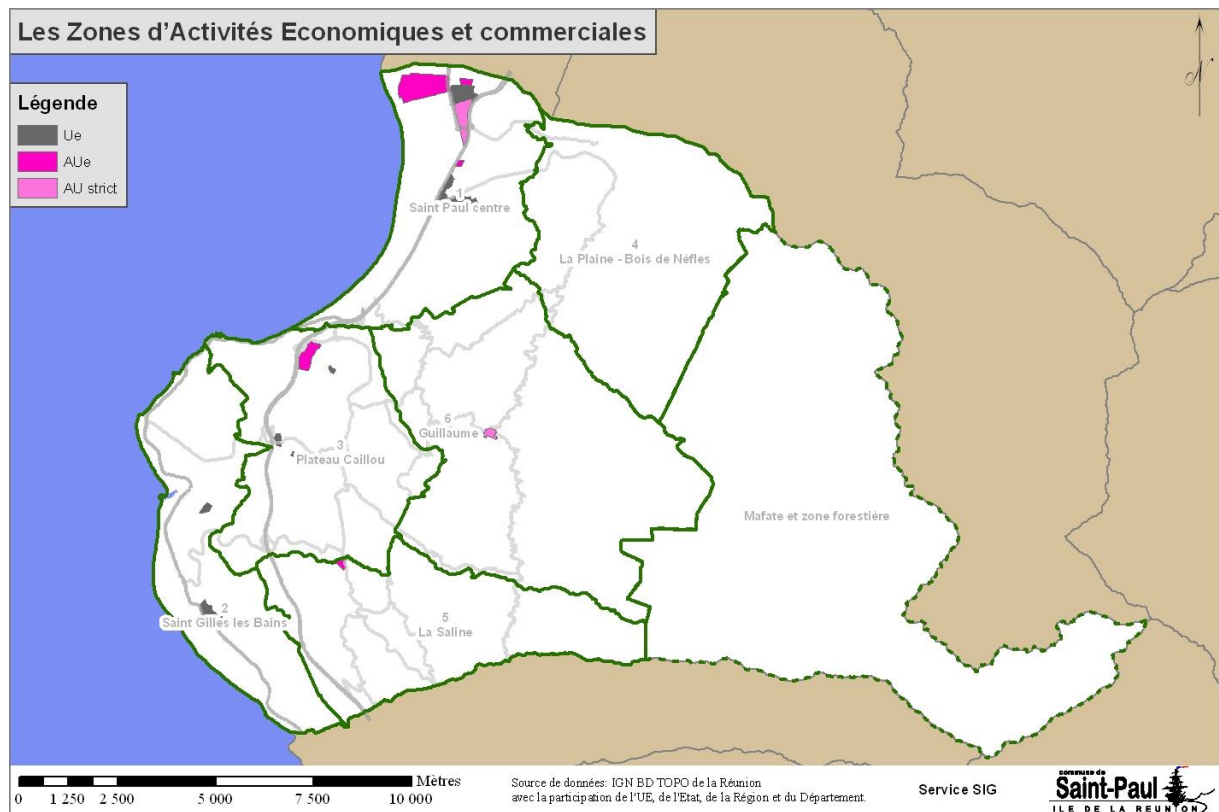 Les Zones d'Activités Economiques et commerciales
N
Légende
Ue
AUe
AU strict
1
Saint Paul centre
4
La Plaine - Bois de Néfles
6
Guillaume
3
Plateau Caillou
Mafate et zone forestière
2
Saint Gilles les Bains
5
La Saline
Mètres
0 1 250 2 500 5 000 7 500 10 000
Source de données: IGN BD TOPO de la Réunion
avec la participation de l'UE, de l'Etat, de la Région et du Département.
Service SIG
commune de
Saint-Paul
ILE DE LA REUNION